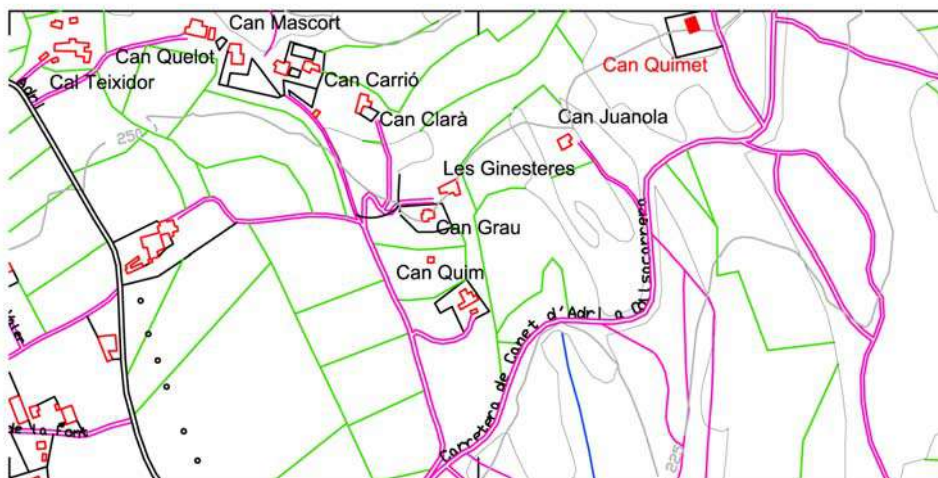 Can Mascort
Can Quelot
Cal Teixidor
Can Carrió
Can Quimet
Can Clarà
Can Juanola
250
Les Ginesteres
Can Grau
Can Quim
Carretera de Canet d'Adri a
de la Font
225